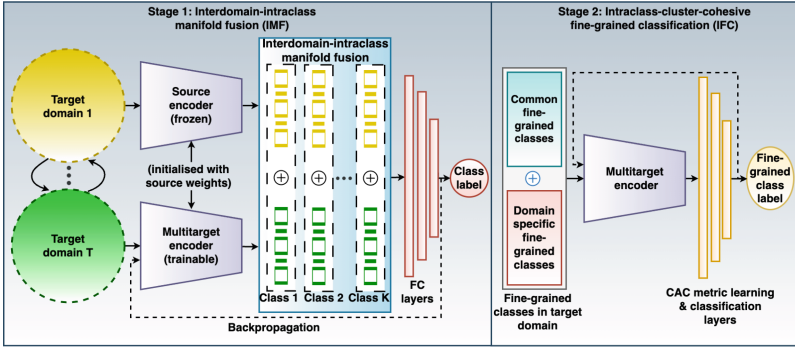 Stage 1: Interdomain-intraclass
manifold fusion (IMF)
Interdomain-intraclass
manifold fusion
Target
domain 1
Source
encoder
(frozen)
(initialised with
source weights)
Target
domain T
Multitarget
encoder
(trainable)
Class 1
Class 2
Class K
FC
layers
Class
label
Backpropagation
Stage 2: Intraclass-cluster-cohesive
fine-grained classification (IFC)
Common
fine-
grained
classes
Domain
specific
fine-
grained
classes
Fine-grained
classes in target
domain
Multitarget
encoder
CAC metric learning
& classification
layers
Fine-
grained
class
label